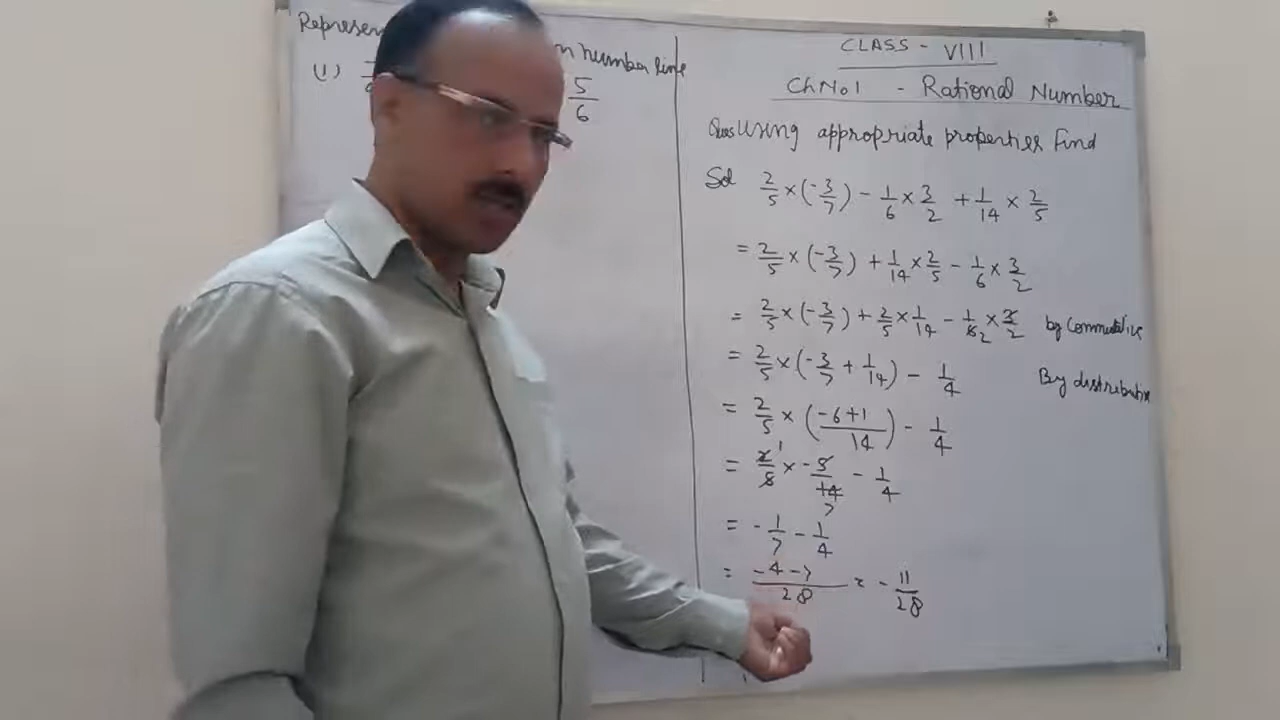 n number line
(1)
5/6
CLASS - VIII
Ch No 1 - Rational Number
Ques Using appropriate properties Find
Sol 2/5 × (-3/7) - 1/6 × 3/2 + 1/14 × 2/5
= 2/5 × (-3/7) + 1/14 × 2/5 - 1/6 × 3/2
= 2/5 × (-3/7) + 2/5 × 1/14 - 1/6 2 × 3/2 by Commutative
= 2/5 × (-3/7 + 1/14) - 1/4 By distributive
= 2/5 × (-6+1/14) - 1/4
= 2/5 1 × -5/14 7 - 1/4
= -1/7 - 1/4
= -4-7/28 = -11/28